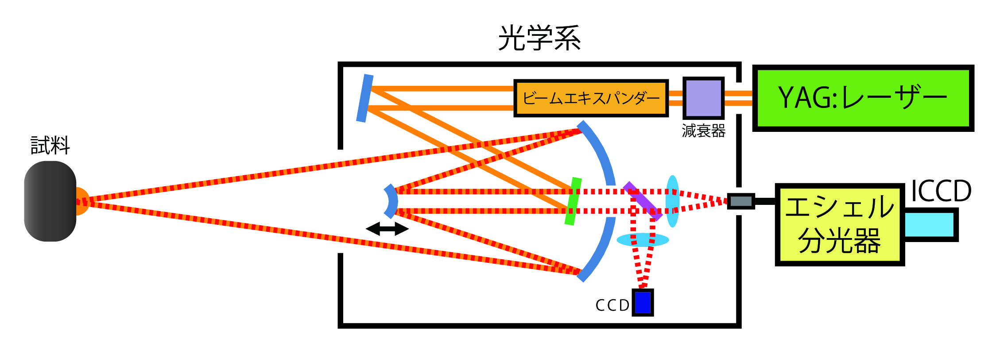 光学系
YAG:レーザー
ビームエキスパンダー
減衰器
試料
ICCD
エシェル
分光器
CCD